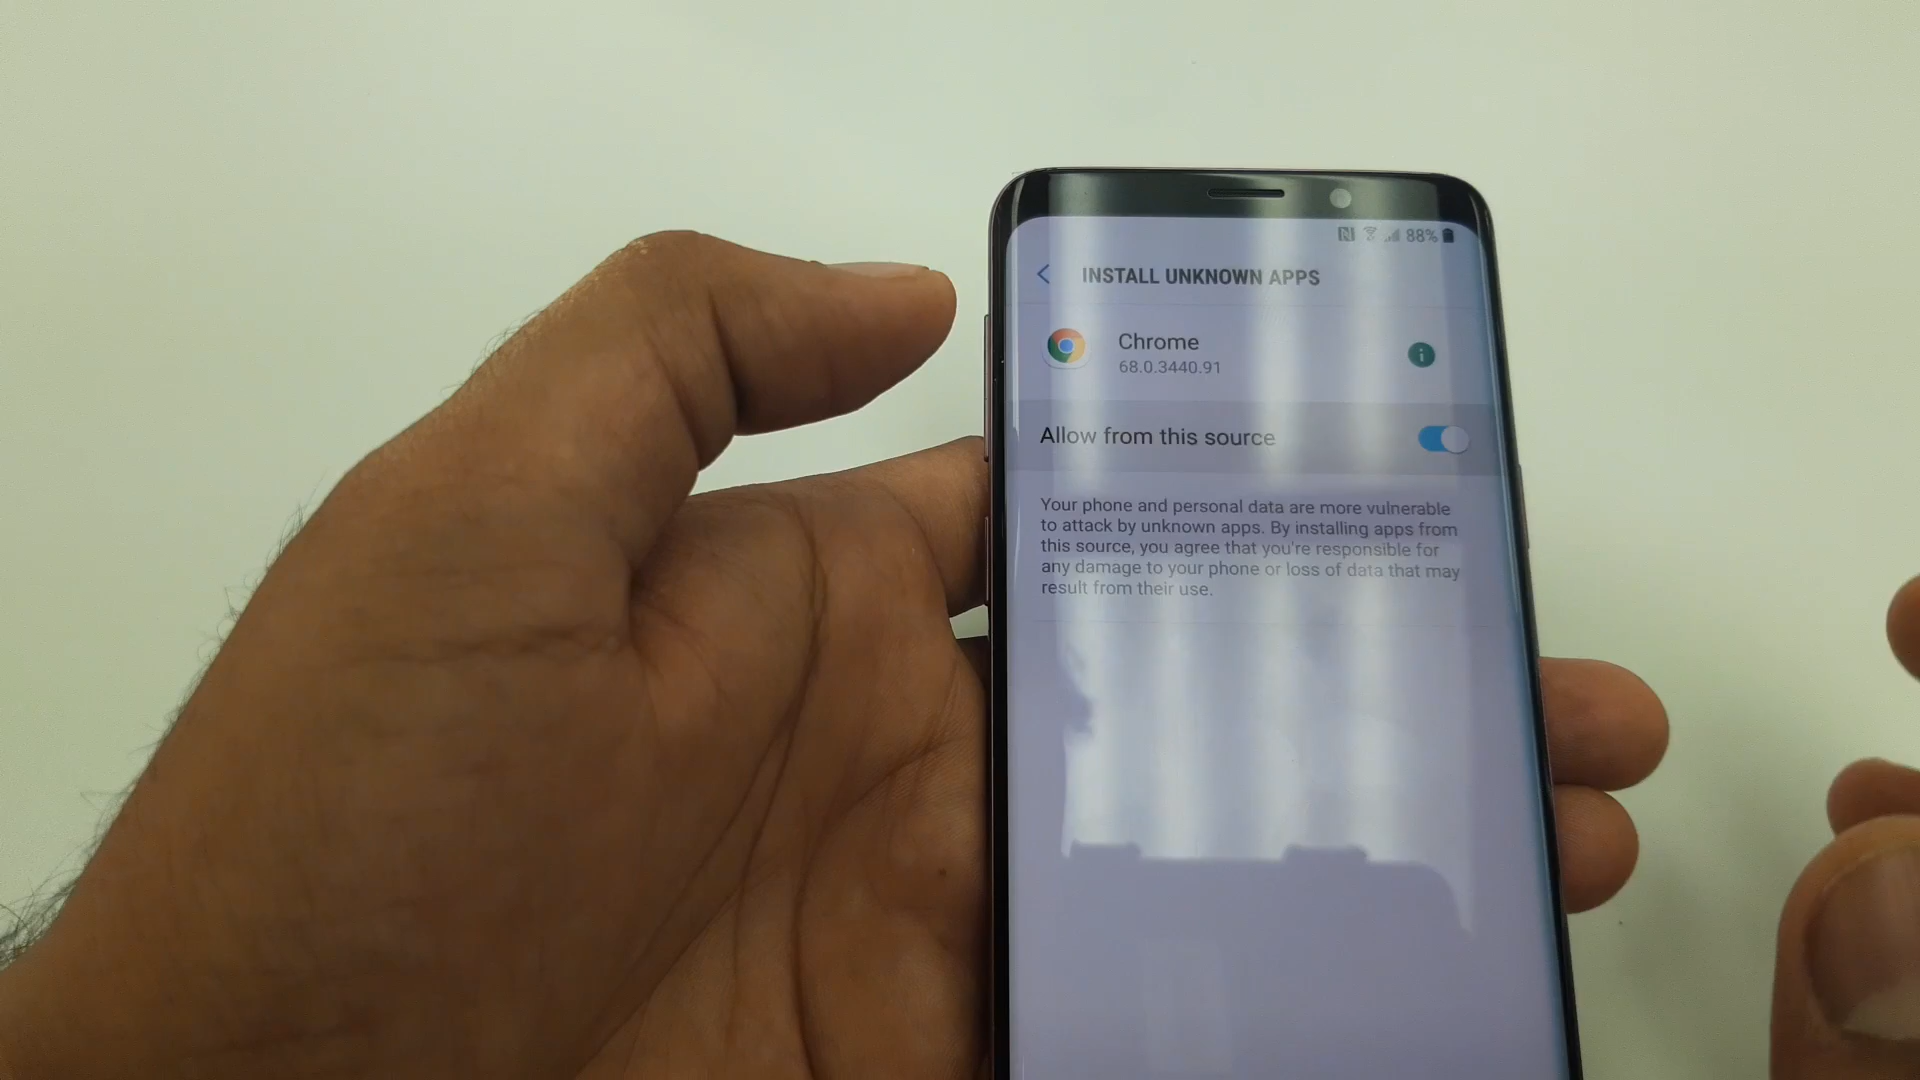 88%
INSTALL UNKNOWN APPS
Chrome
68.0.3440.91
Allow from this source
Your phone and personal data are more vulnerable
to attack by unknown apps. By installing apps from
this source, you agree that you're responsible for
any damage to your phone or loss of data that may
result from their use.